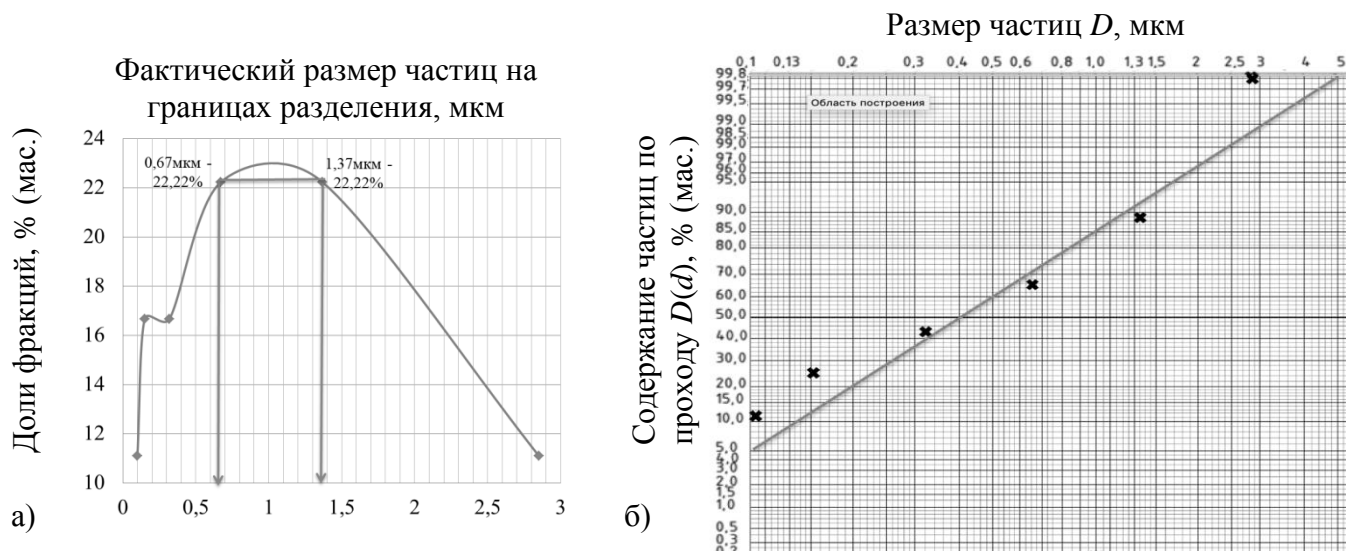 Фактический размер частиц на
границах разделения, мкм
Доли фракций, % (мас.)
24
22
20
18
16
14
12
10
0,67мкм -
22,22%
1,37мкм -
22,22%
0 0,5 1 1,5 2 2,5 3
а)
Размер частиц D, мкм
0,1 0,13 0,2 0,3 0,4 0,5 0,6 0,8 1,0 1,3 1,5 2 2,5 3 4 5
Содержание частиц по
проходу D(d), % (мас.)
99,8
99,7
99,5
99,0
98,5
98,0
97,0
96,0
95,0
90,0
85,0
80,0
70,0
60,0
50,0
40,0
30,0
20,0
15,0
10,0
5,0
4,0
3,0
2,0
1,5
1,0
0,5
0,3
Область построения
б)